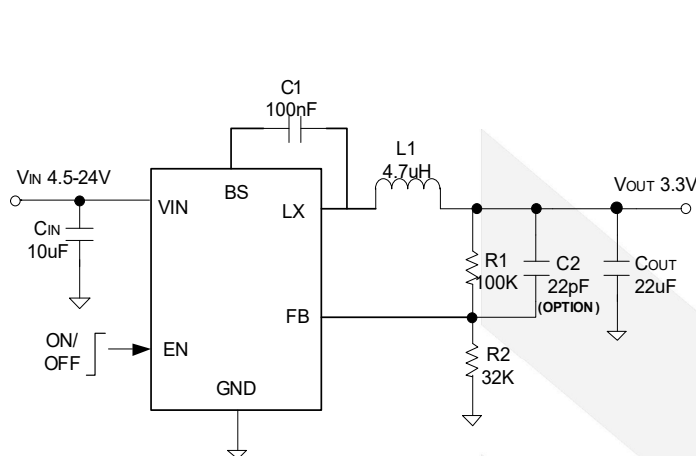 C1
100nF
L1
4.7uH
VIN 4.5-24V
VOUT 3.3V
BS
VIN
LX
CIN
10uF
R1
100K
C2
22pF
(OPTION)
COUT
22uF
FB
ON/
OFF
EN
R2
32K
GND